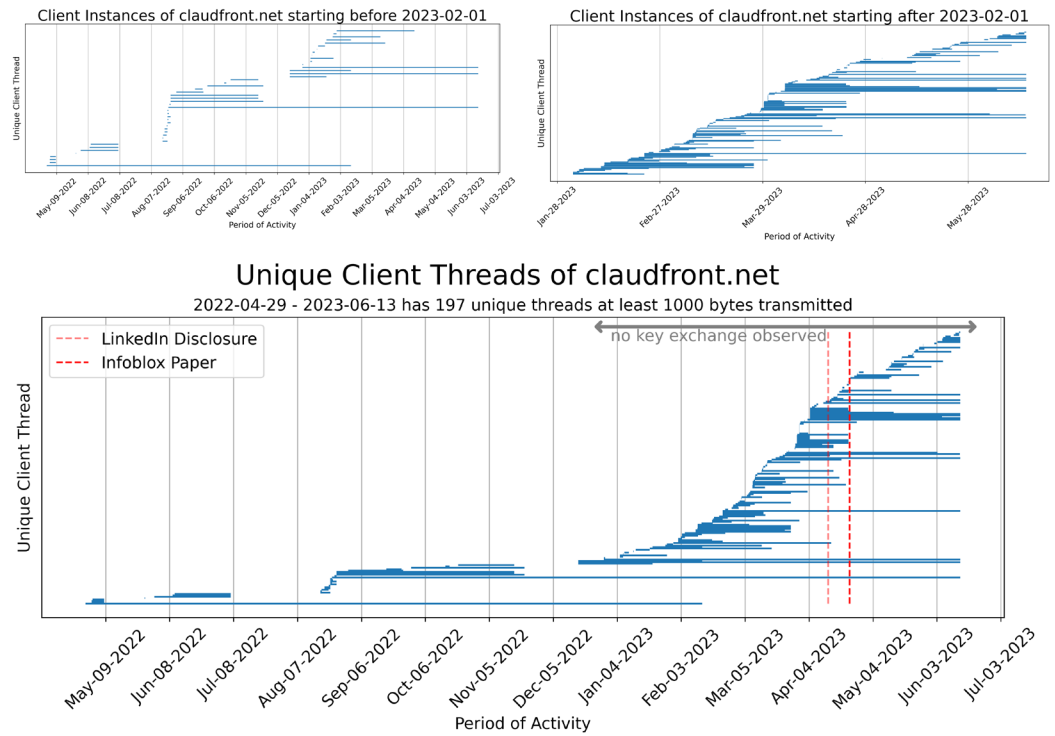 Client Instances of claudfront.net starting before 2023-02-01
Unique Client Thread
May-09-2022
Jun-08-2022
Jul-08-2022
Aug-07-2022
Sep-06-2022
Oct-06-2022
Nov-05-2022
Dec-05-2022
Jan-04-2023
Feb-03-2023
Mar-05-2023
Apr-04-2023
May-04-2023
Jun-03-2023
Jul-03-2023
Period of Activity
Client Instances of claudfront.net starting after 2023-02-01
Unique Client Thread
Jan-28-2023
Feb-27-2023
Mar-29-2023
Apr-28-2023
May-28-2023
Period of Activity
Unique Client Threads of claudfront.net
2022-04-29 - 2023-06-13 has 197 unique threads at least 1000 bytes transmitted
LinkedIn Disclosure
Infoblox Paper
no key exchange observed
Unique Client Thread
May-09-2022
Jun-08-2022
Jul-08-2022
Aug-07-2022
Sep-06-2022
Oct-06-2022
Nov-05-2022
Dec-05-2022
Jan-04-2023
Feb-03-2023
Mar-05-2023
Apr-04-2023
May-04-2023
Jun-03-2023
Jul-03-2023
Period of Activity